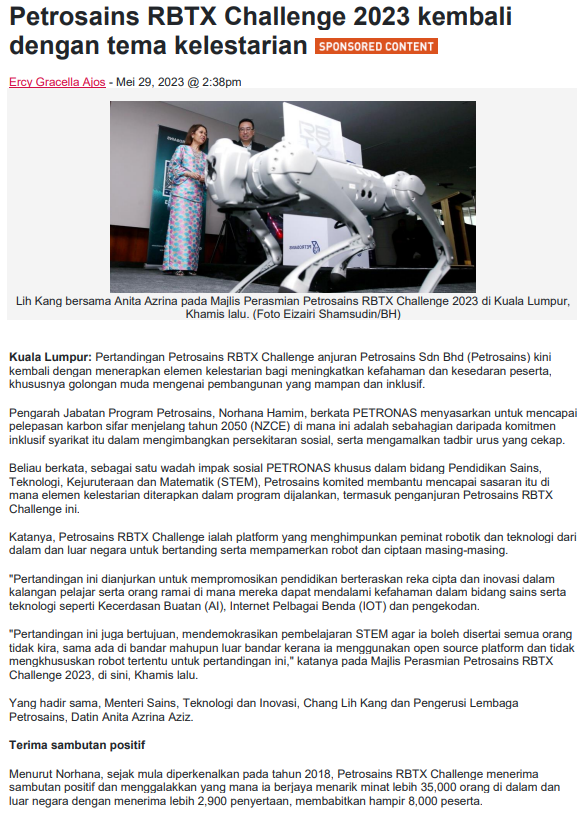 Petrosains RBTX Challenge 2023 kembali
dengan tema kelestarian SPONSORED CONTENT
Ercy Gracella Ajos - Mei 29, 2023 @ 2:38pm
RB
TX
PETROSAINS
Lih Kang bersama Anita Azrina pada Majlis Perasmian Petrosains RBTX Challenge 2023 di Kuala Lumpur,
Khamis lalu. (Foto Eizairi Shamsudin/BH)
Kuala Lumpur: Pertandingan Petrosains RBTX Challenge anjuran Petrosains Sdn Bhd (Petrosains) kini
kembali dengan menerapkan elemen kelestarian bagi meningkatkan kefahaman dan kesedaran peserta,
khususnya golongan muda mengenai pembangunan yang mampan dan inklusif.
Pengarah Jabatan Program Petrosains, Norhana Hamim, berkata PETRONAS menyasarkan untuk mencapai
pelepasan karbon sifar menjelang tahun 2050 (NZCE) di mana ini adalah sebahagian daripada komitmen
inklusif syarikat itu dalam mengimbangkan persekitaran sosial, serta mengamalkan tadbir urus yang cekap.
Beliau berkata, sebagai satu wadah impak sosial PETRONAS khusus dalam bidang Pendidikan Sains,
Teknologi, Kejuruteraan dan Matematik (STEM), Petrosains komited membantu mencapai sasaran itu di
mana elemen kelestarian diterapkan dalam program dijalankan, termasuk penganjuran Petrosains RBTX
Challenge ini.
Katanya, Petrosains RBTX Challenge ialah platform yang menghimpunkan peminat robotik dan teknologi dari
dalam dan luar negara untuk bertanding serta mempamerkan robot dan ciptaan masing-masing.
"Pertandingan ini dianjurkan untuk mempromosikan pendidikan berteraskan reka cipta dan inovasi dalam
kalangan pelajar serta orang ramai di mana mereka dapat mendalami kefahaman dalam bidang sains serta
teknologi seperti Kecerdasan Buatan (AI), Internet Pelbagai Benda (IOT) dan pengekodan.
"Pertandingan ini juga bertujuan, mendemokrasikan pembelajaran STEM agar ia boleh disertai semua orang
tidak kira, sama ada di bandar mahupun luar bandar kerana ia menggunakan open source platform dan tidak
mengkhususkan robot tertentu untuk pertandingan ini," katanya pada Majlis Perasmian Petrosains RBTX
Challenge 2023, di sini, Khamis lalu.
Yang hadir sama, Menteri Sains, Teknologi dan Inovasi, Chang Lih Kang dan Pengerusi Lembaga
Petrosains, Datin Anita Azrina Aziz.
Terima sambutan positif
Menurut Norhana, sejak mula diperkenalkan pada tahun 2018, Petrosains RBTX Challenge menerima
sambutan positif dan menggalakkan yang mana ia berjaya menarik minat lebih 35,000 orang di dalam dan
luar negara dengan menerima lebih 2,900 penyertaan, membabitkan hampir 8,000 peserta.